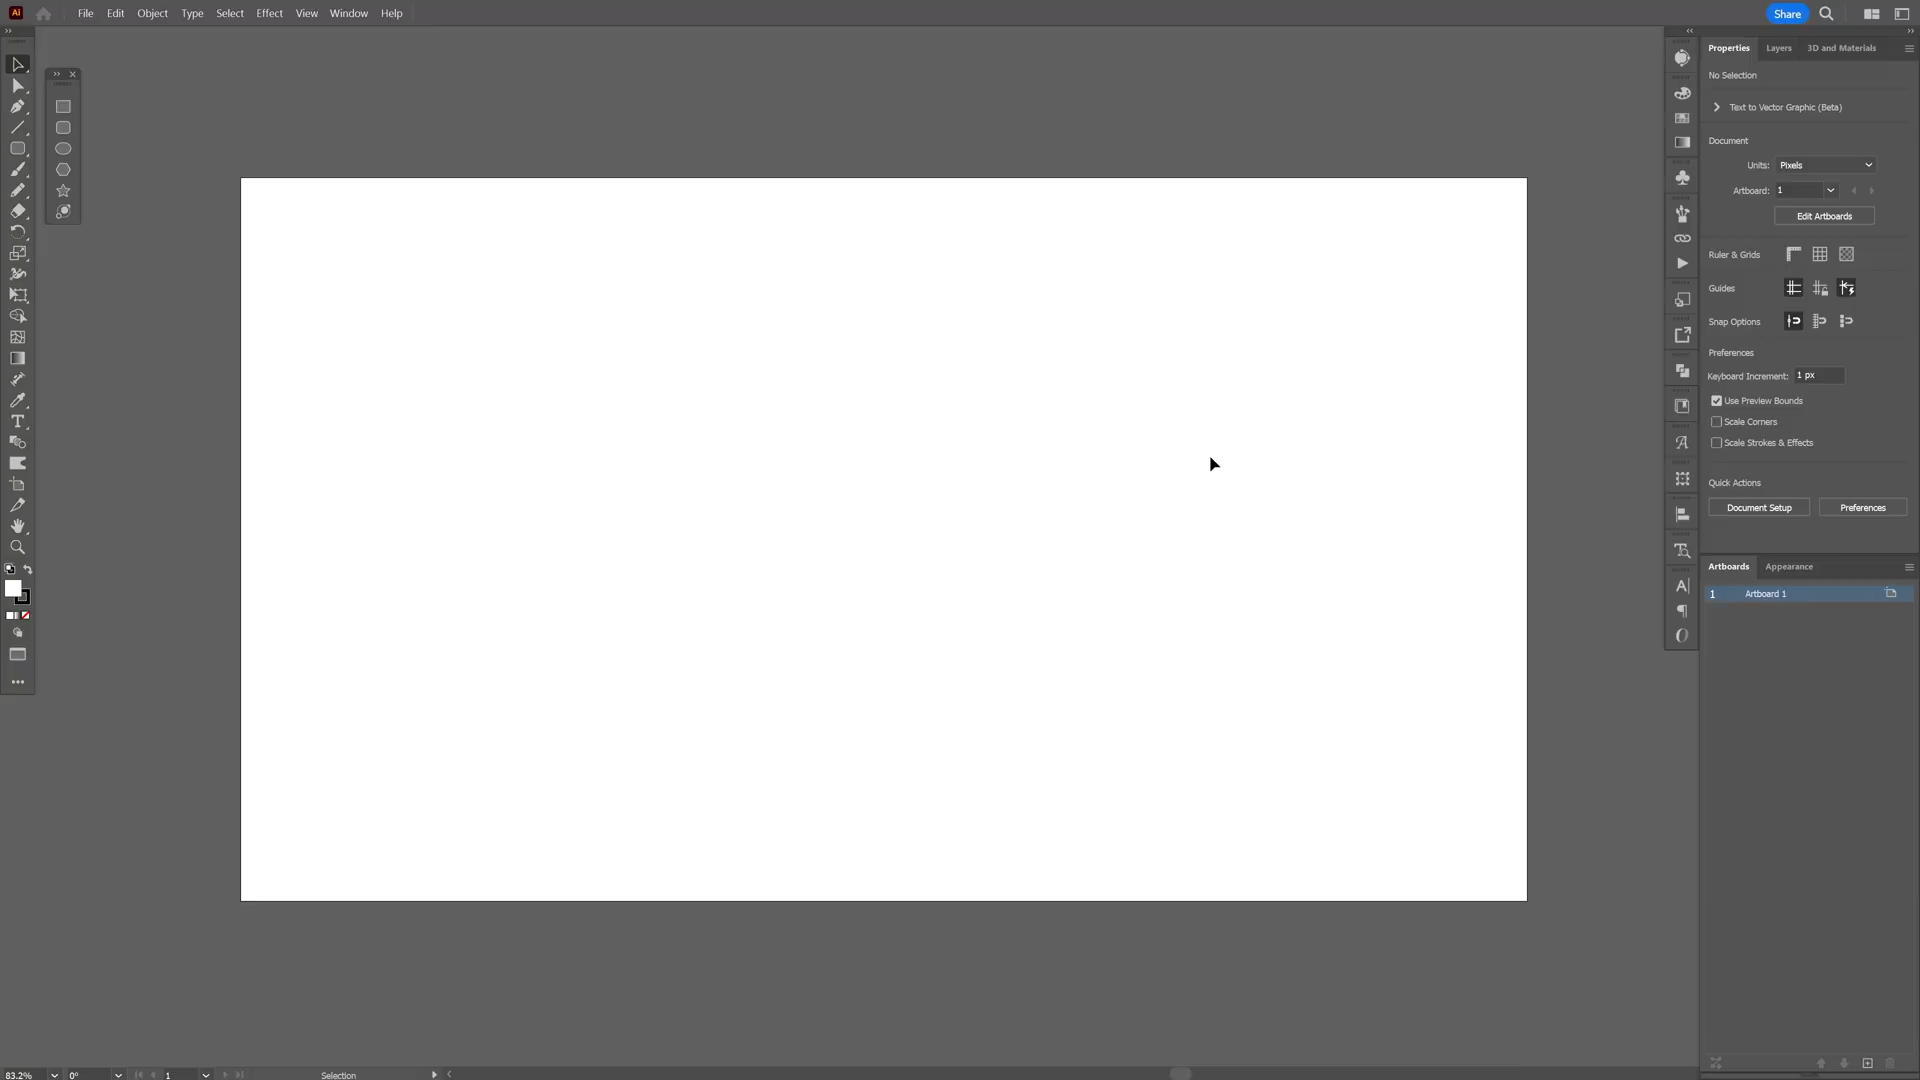 Ai File Edit Object Type Select Effect View Window Help Share
Properties Layers 3D and Materials
No Selection
Text to Vector Graphic (Beta)
Document
Units: Pixels
Artboard: 1
Edit Artboards
Ruler & Grids
Guides
Snap Options
Preferences
Keyboard Increment: 1 px
Use Preview Bounds
Scale Corners
Scale Strokes & Effects
Quick Actions
Document Setup Preferences
Artboards Appearance
1 Artboard 1
83.2% 0° 1 Selection